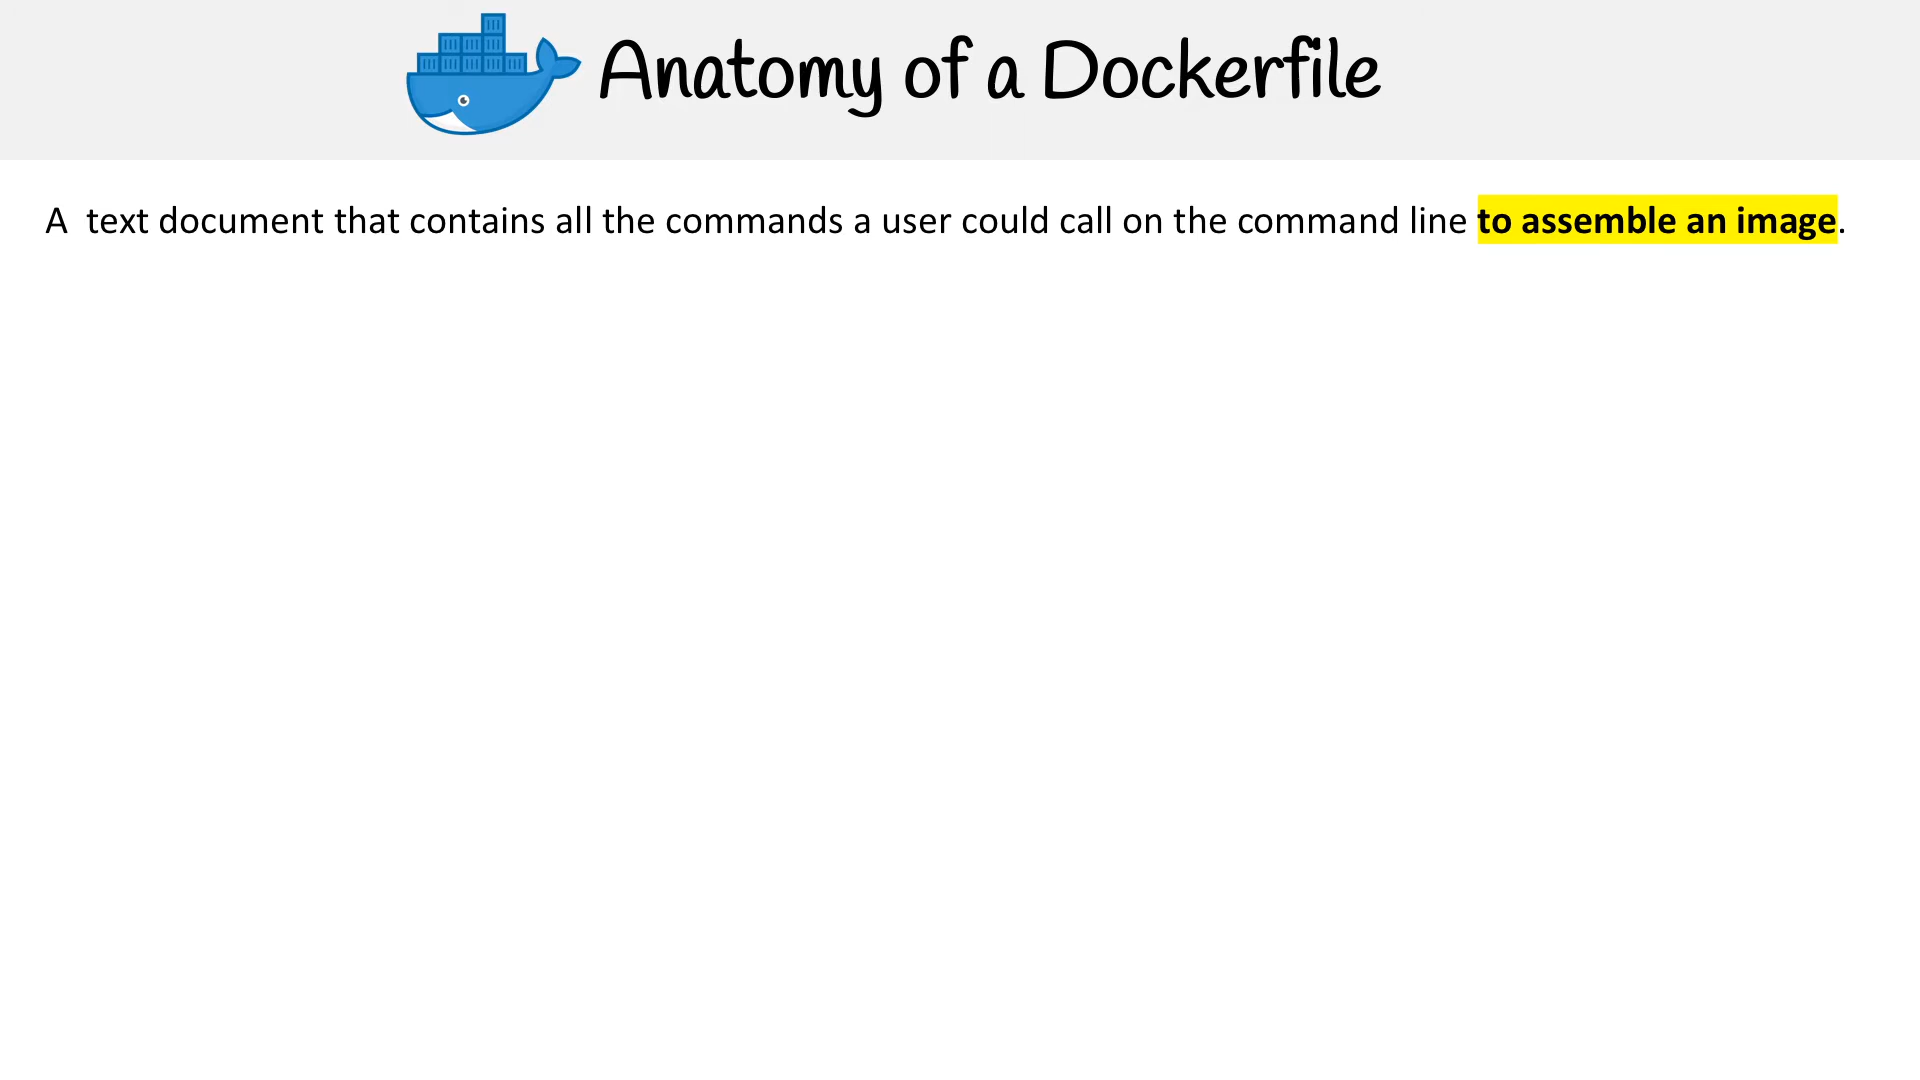 Anatomy of a Dockerfile
A  text document that contains all the commands a user could call on the command line to assemble an image.